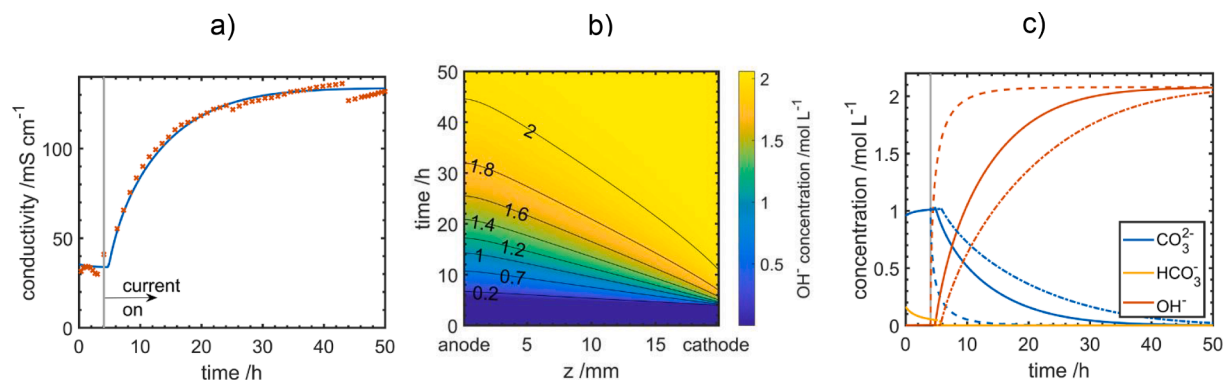 a)
b)
c)
conductivity /mS cm⁻¹
100
50
0
current
on
0 10 20 30 40 50
time /h
time /h
50
40
30
20
10
0
2
1.8
1.6
1.4
1.2
1
0.7
0.2
anode 5 10 15 cathode
z /mm
2
1.5
1
0.5
OH⁻ concentration /mol L⁻¹
concentration /mol L⁻¹
2
1.5
1
0.5
0
CO₃²⁻
HCO₃⁻
OH⁻
0 10 20 30 40 50
time /h